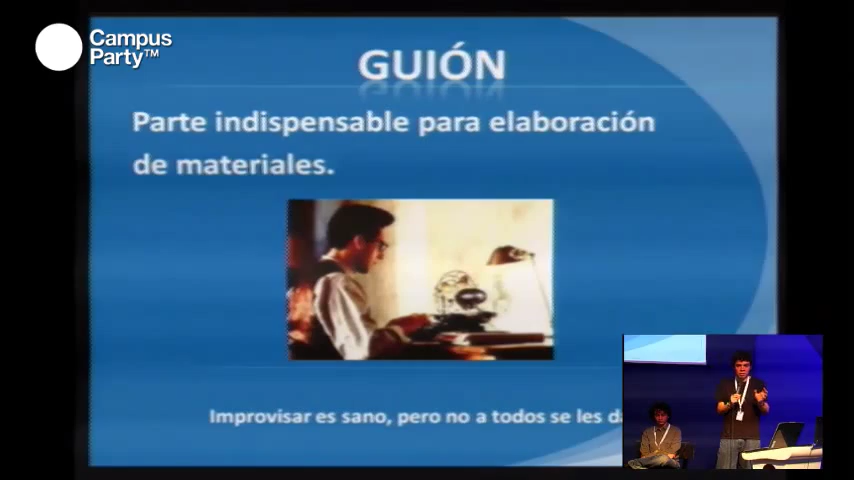 Campus
Party™
GUIÓN
Parte indispensable para elaboración
de materiales.
Improvisar es sano, pero no a todos se les